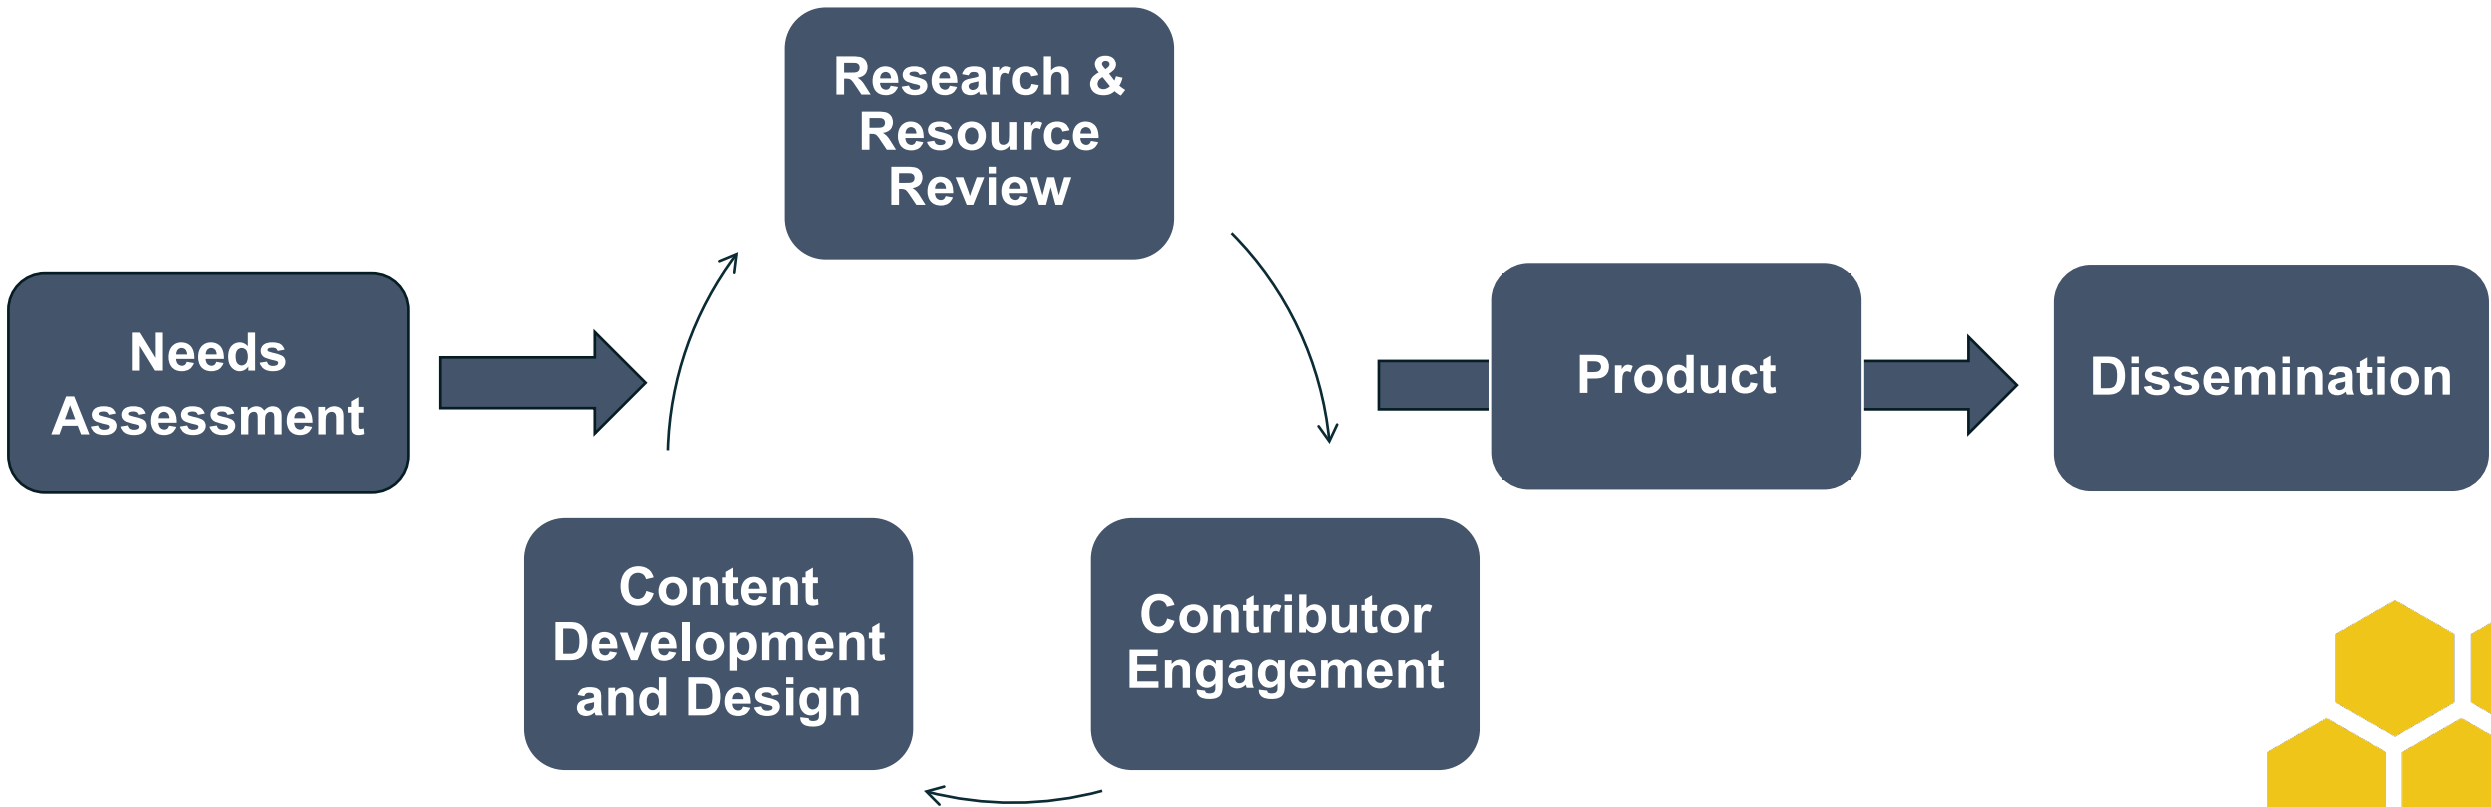 Needs
Assessment
Research &
Resource
Review
Contributor
Engagement
Content
Development
and Design
Product
Dissemination